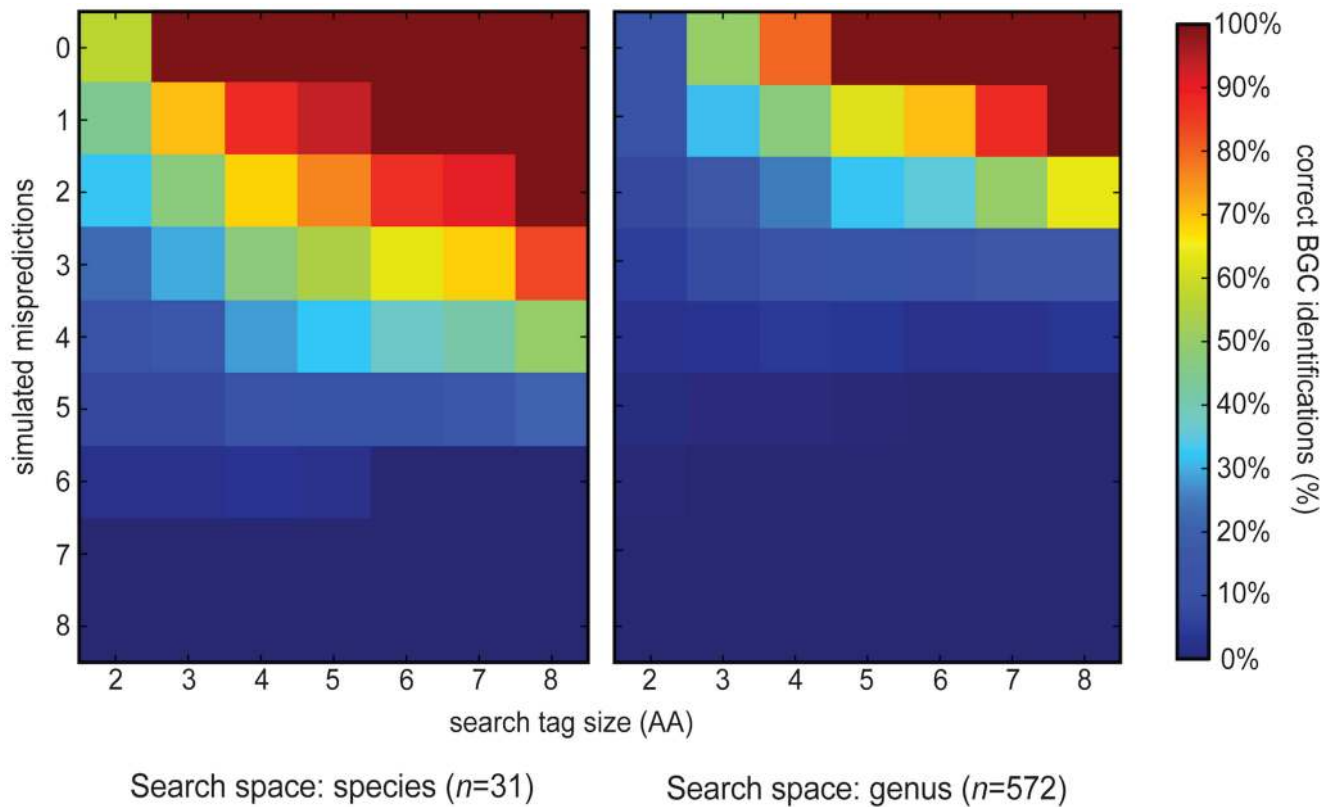 simulated mispredictions
0
1
2
3
4
5
6
7
8
2 3 4 5 6 7 8
2 3 4 5 6 7 8
search tag size (AA)
Search space: species (n=31)
Search space: genus (n=572)
100%
90%
80%
70%
60%
50%
40%
30%
20%
10%
0%
correct BGC identifications (%)